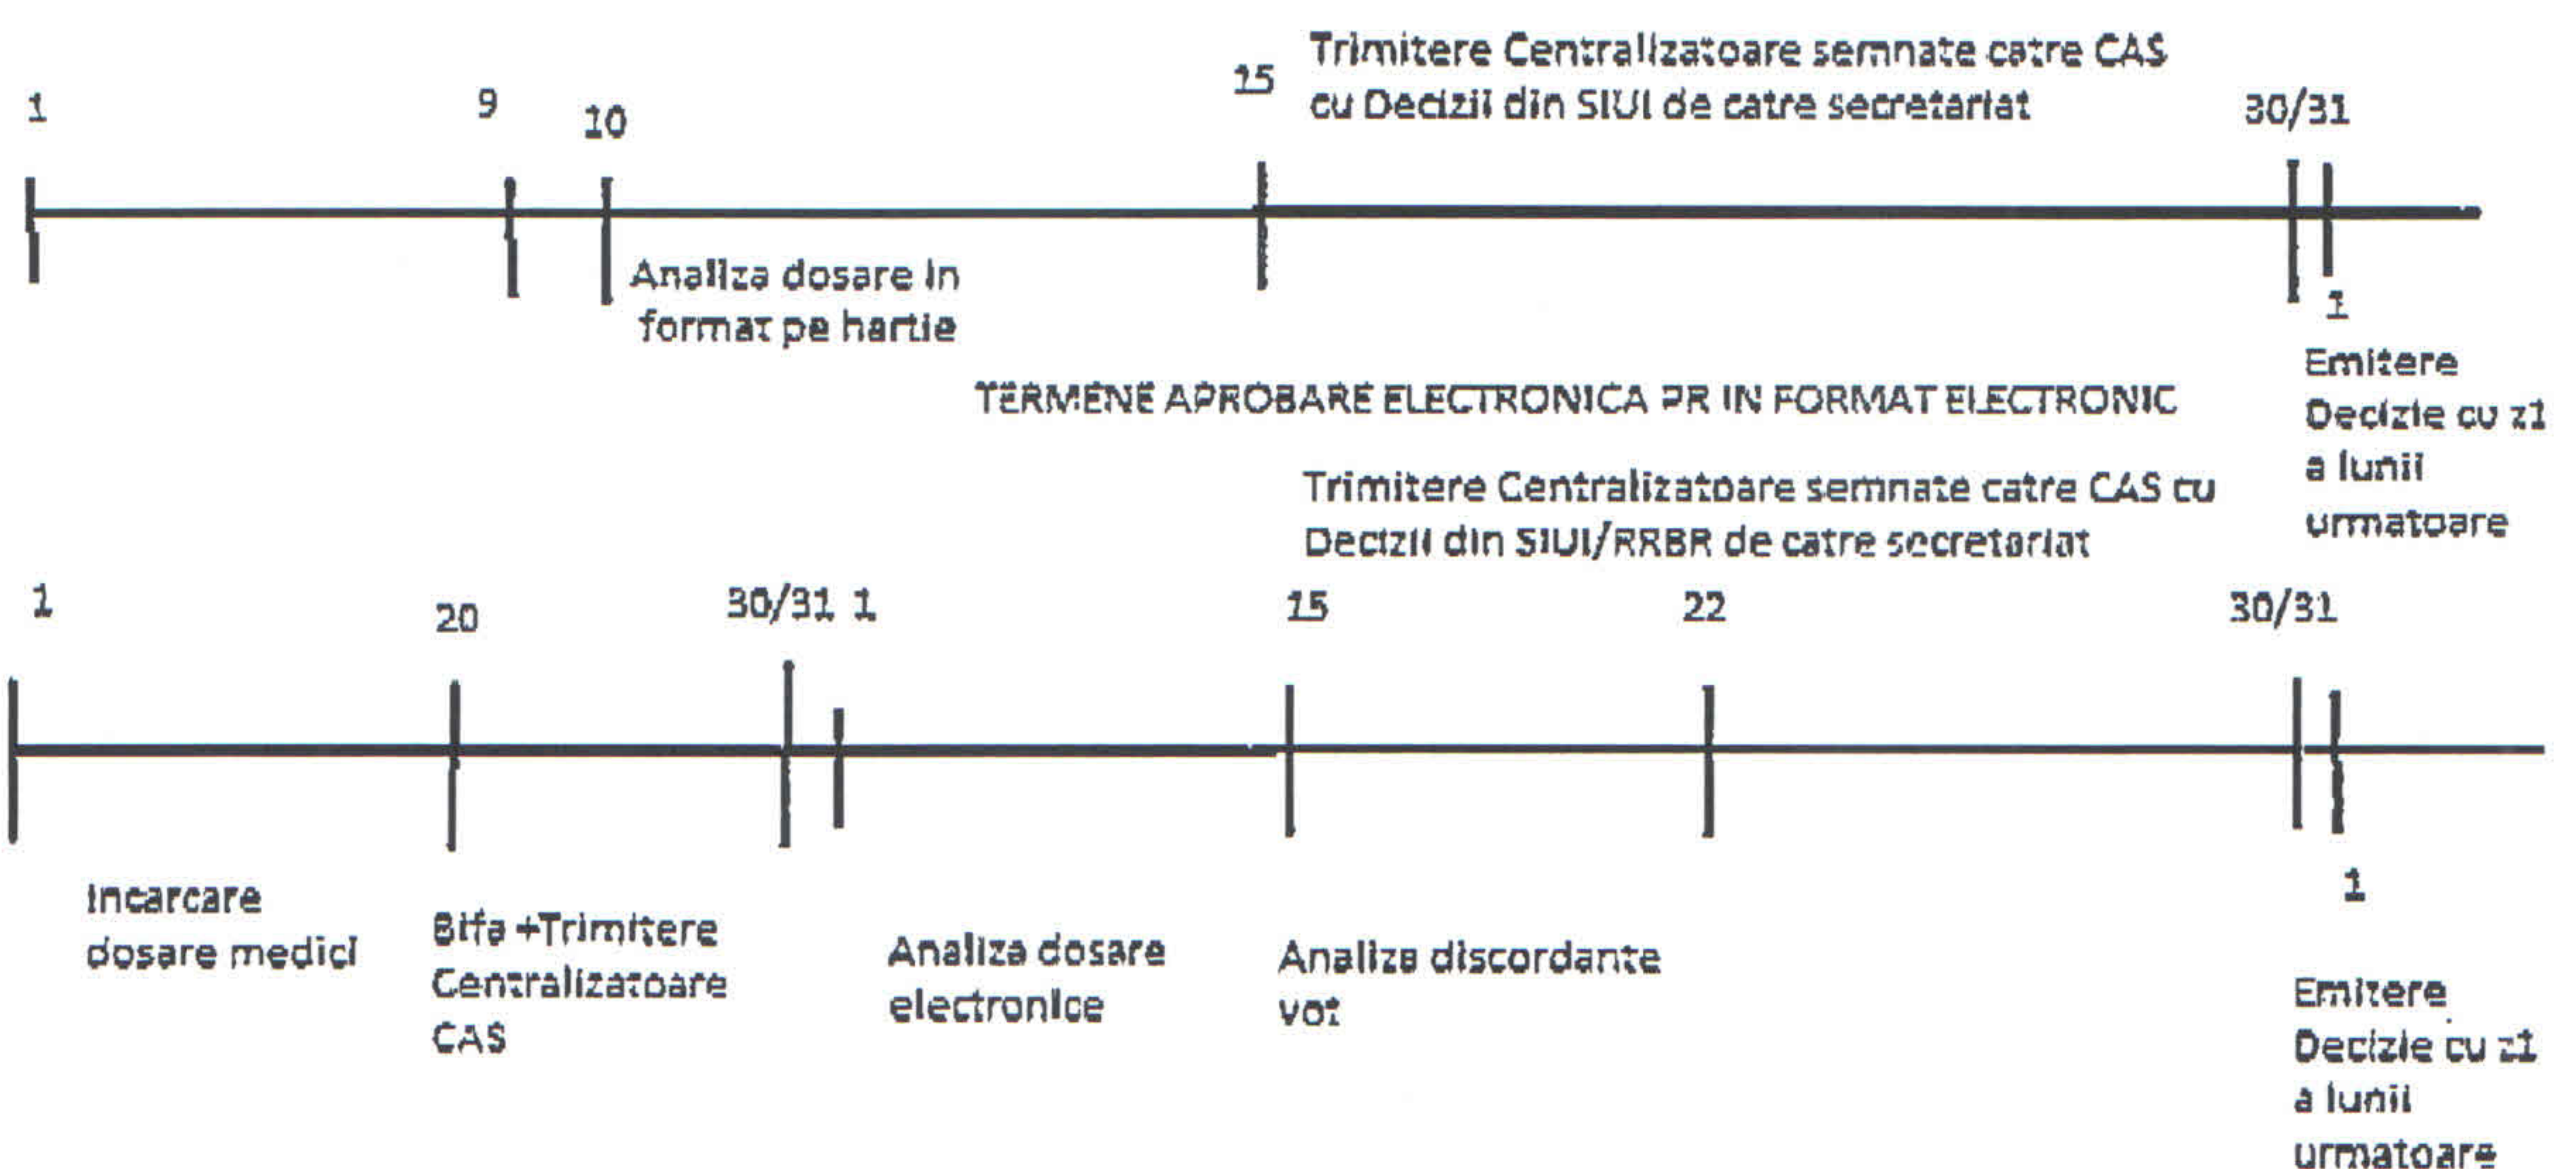 1
9
10
15
Trimitere Centralizatoare semnate catre CAS
cu Decizii din SIUI de catre secretariat
30/31
Analiza dosare in
format pe hartie
1
Emitere
Decizie cu z1
a lunii
urmatoare
TERMENE APROBARE ELECTRONICA PR IN FORMAT ELECTRONIC
Trimitere Centralizatoare semnate catre CAS cu
Decizii din SIUI/RRBR de catre secretariat
1
20
30/31 1
15
22
30/31
Incarcare
dosare medici
Bifa +Trimitere
Centralizatoare
CAS
Analiza dosare
electronice
Analiza discordante
vot
1
Emitere
Decizie cu z1
a lunii
urmatoare